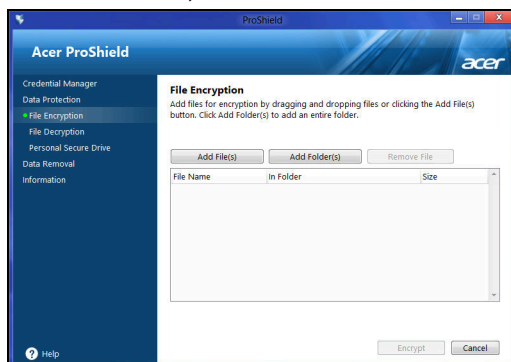 ProShield
Acer ProShield
acer
Credential Manager
Data Protection
File Encryption
File Decryption
Personal Secure Drive
Data Removal
Information
Help
File Encryption
Add files for encryption by dragging and dropping files or clicking the Add File(s)
button. Click Add Folder(s) to add an entire folder.
Add File(s) Add Folder(s) Remove File
File Name In Folder Size
Encrypt Cancel